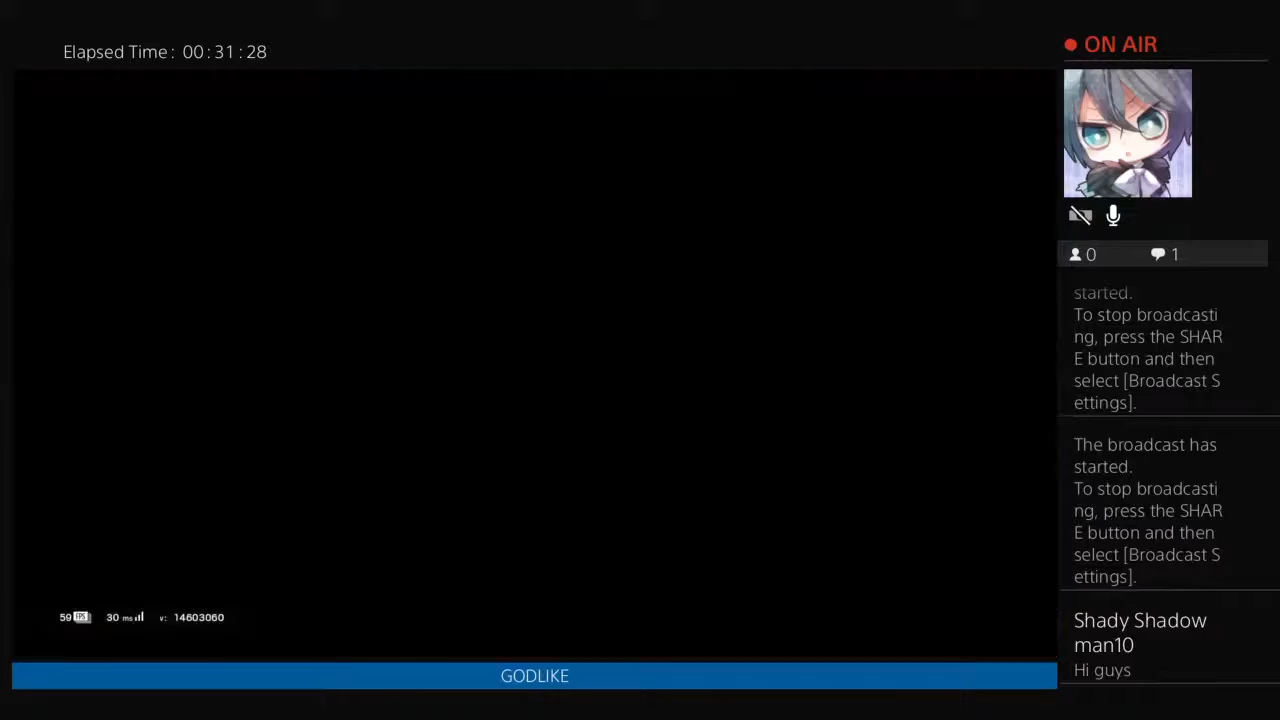 Elapsed Time: 00:31:28
ON AIR
0 1
started.
To stop broadcasti
ng, press the SHAR
E button and then
select [Broadcast S
ettings].
The broadcast has
started.
To stop broadcasti
ng, press the SHAR
E button and then
select [Broadcast S
ettings].
Shady Shadow
man10
Hi guys
59 FPS 30 ms v: 14603060
GODLIKE